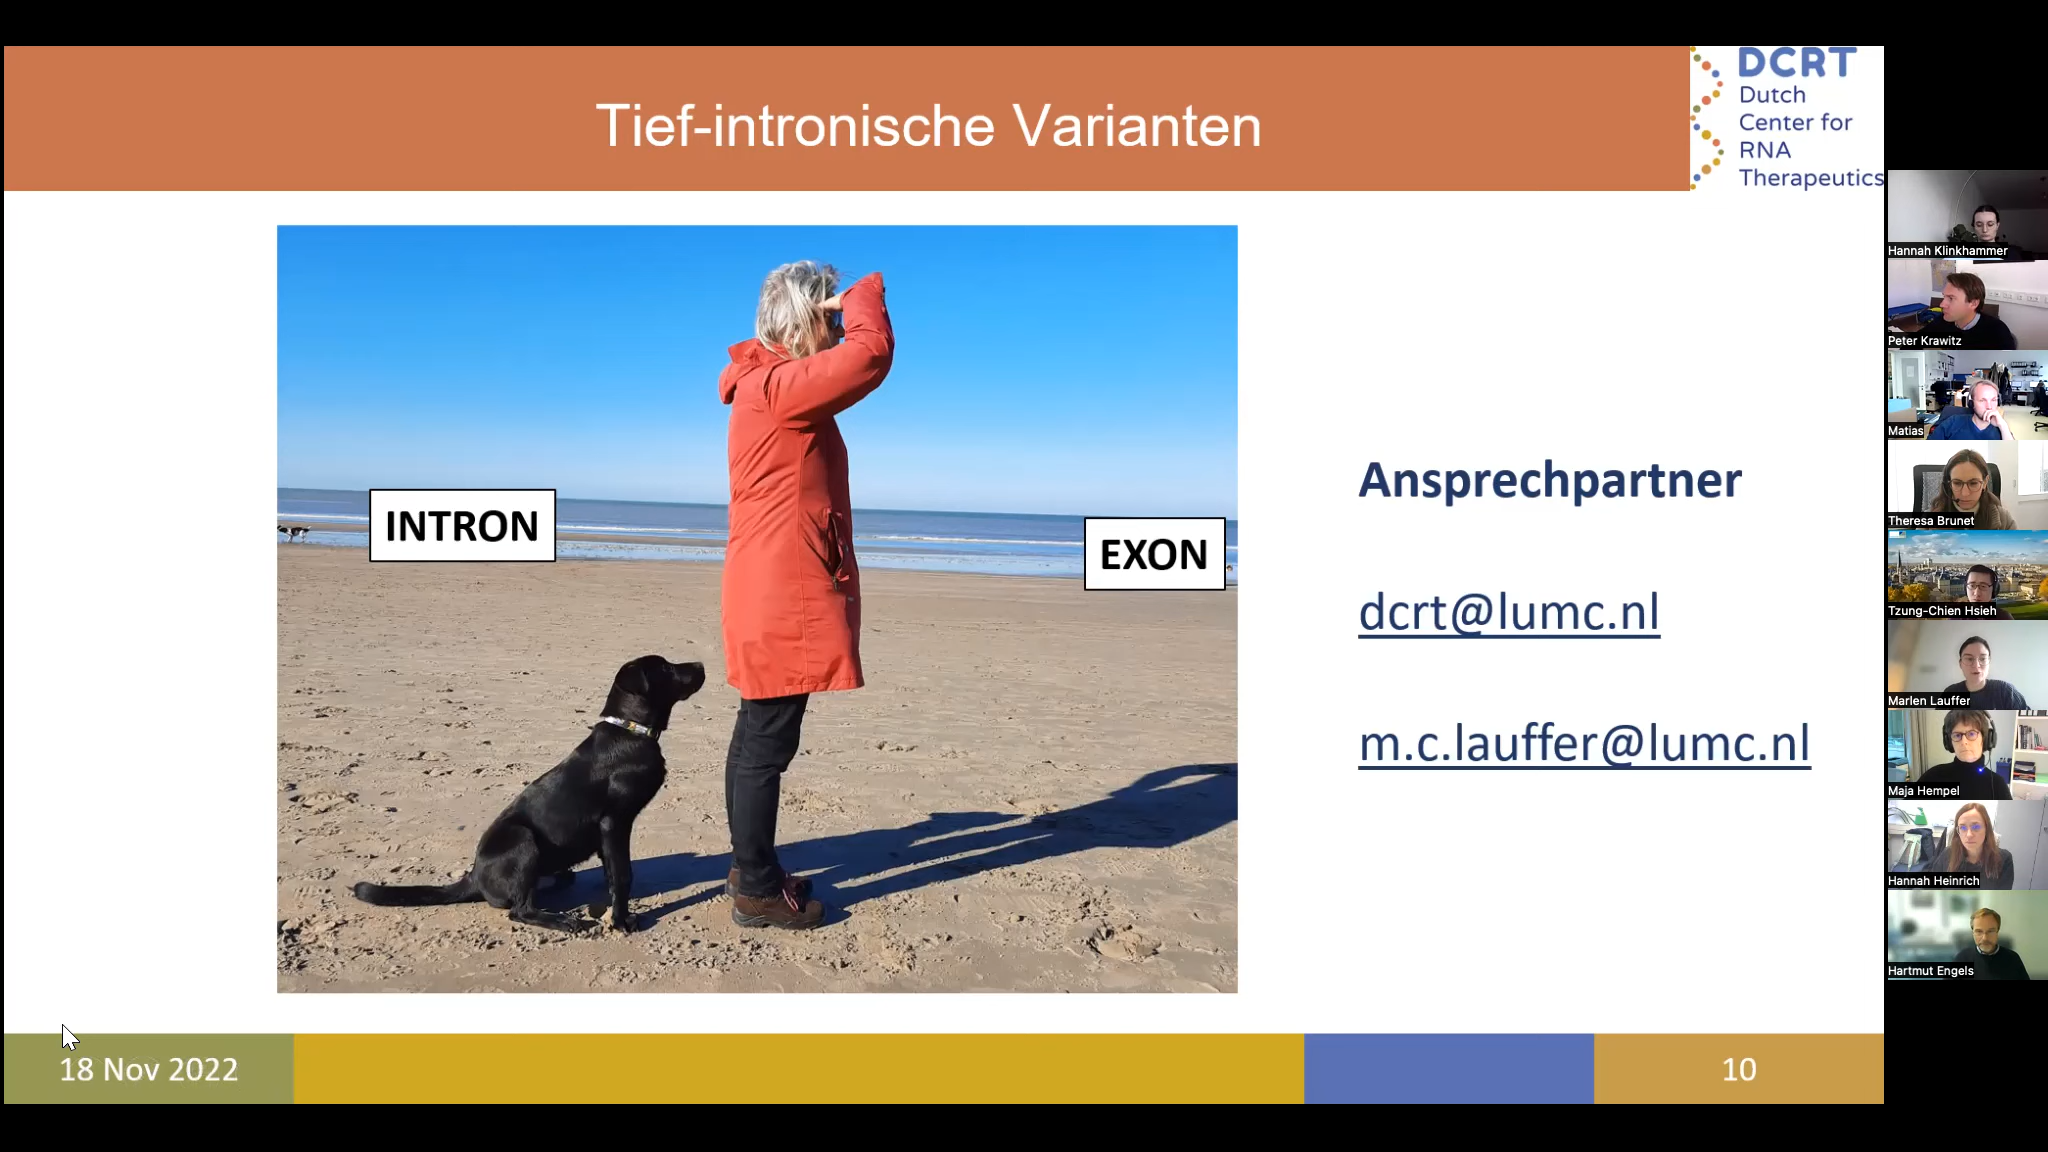 Tief-intronische Varianten
DCRT
Dutch
Center for
RNA
Therapeutics
INTRON
EXON
Ansprechpartner
dcrt@lumc.nl
m.c.lauffer@lumc.nl
18 Nov 2022
10
Hannah Klinkhammer
Peter Krawitz
Matias
Theresa Brunet
Tzung-Chien Hsieh
Marlen Lauffer
Maja Hempel
Hannah Heinrich
Hartmut Engels